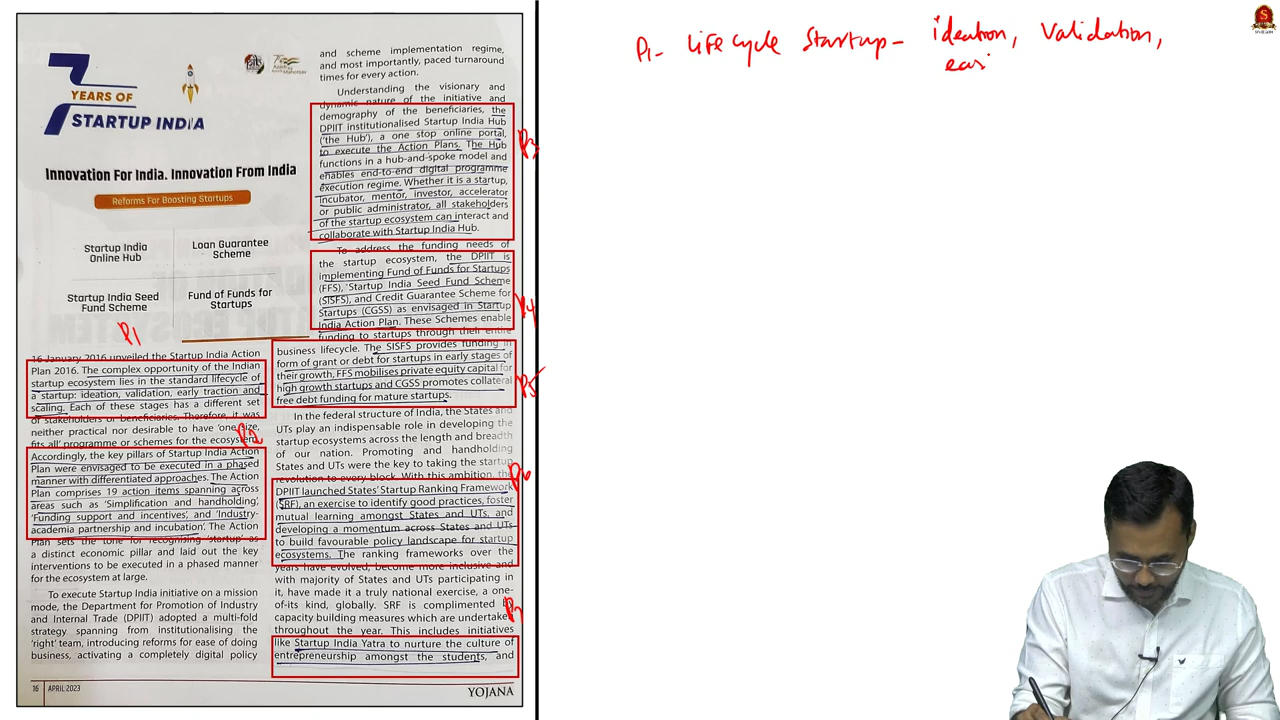 7
YEARS OF
STARTUP INDIA
Innovation For India. Innovation From India
Reforms For Boosting Startups
Startup India
Online Hub
Loan Guarantee
Scheme
Startup India Seed
Fund Scheme
Fund of Funds for
Startups
P1
16 January 2016 unveiled the Startup India Action
Plan 2016. The complex opportunity of the Indian
startup ecosystem lies in the standard lifecycle of
a startup: ideation, validation, early traction and
scaling. Each of these stages has a different set
of stakeholders or beneficiaries. Therefore, it was
neither practical nor desirable to have 'one size,
fits all' programme or schemes for the ecosystem.
P2
Accordingly, the key pillars of Startup India Action
Plan were envisaged to be executed in a phased
manner with differentiated approaches. The Action
Plan comprises 19 action items spanning across
areas such as 'Simplification and handholding',
'Funding support and incentives', and 'Industry-
academia partnership and incubation'. The Action
Plan sets the tone for recognising 'startup' as
a distinct economic pillar and laid out the key
interventions to be executed in a phased manner
for the ecosystem at large.
To execute Startup India initiative on a mission
mode, the Department for Promotion of Industry
and Internal Trade (DPIIT) adopted a multi-fold
strategy spanning from institutionalising the
'right' team, introducing reforms for ease of doing
business, activating a completely digital policy
and scheme implementation regime,
and most importantly, paced turnaround
times for every action.
Understanding the visionary and
dynamic nature of the initiative and
demography of the beneficiaries, the
DPIIT institutionalised Startup India Hub
('the Hub'), a one stop online portal,
to execute the Action Plans. The Hub
functions in a hub-and-spoke model and
enables end-to-end digital programme
execution regime. Whether it is a startup,
incubator, mentor, investor, accelerator
or public administrator, all stakeholders
of the startup ecosystem can interact and
collaborate with Startup India Hub.
P3
To address the funding needs of
the startup ecosystem, the DPIIT is
implementing Fund of Funds for Startups
(FFS), 'Startup India Seed Fund Scheme
(SISFS), and Credit Guarantee Scheme for
Startups (CGSS) as envisaged in Startup
India Action Plan. These Schemes enable
funding to startups through their entire
P4
business lifecycle. The SISFS provides funding in
form of grant or debt for startups in early stages of
their growth, FFS mobilises private equity capital for
high growth startups and CGSS promotes collateral
free debt funding for mature startups.
P5
In the federal structure of India, the States and
UTs play an indispensable role in developing the
startup ecosystems across the length and breadth
of our nation. Promoting and handholding
States and UTs were the key to taking the startup
revolution to every block. With this ambition, the
P6
DPIIT launched States' Startup Ranking Framework
(SRF), an exercise to identify good practices, foster
mutual learning amongst States and UTs, and
developing a momentum across States and UTs
to build favourable policy landscape for startup
ecosystems. The ranking frameworks over the
years have evolved, become more inclusive and
with majority of States and UTs participating in
it, have made it a truly national exercise, a one-
of-its kind, globally. SRF is complimented
capacity building measures which are undertaken
throughout the year. This includes initiatives
P7
like Startup India Yatra to nurture the culture of
entrepreneurship amongst the students, and
16 APRIL 2023
YOJANA
P1- Lifecycle Startup- ideation, Validation,
eas